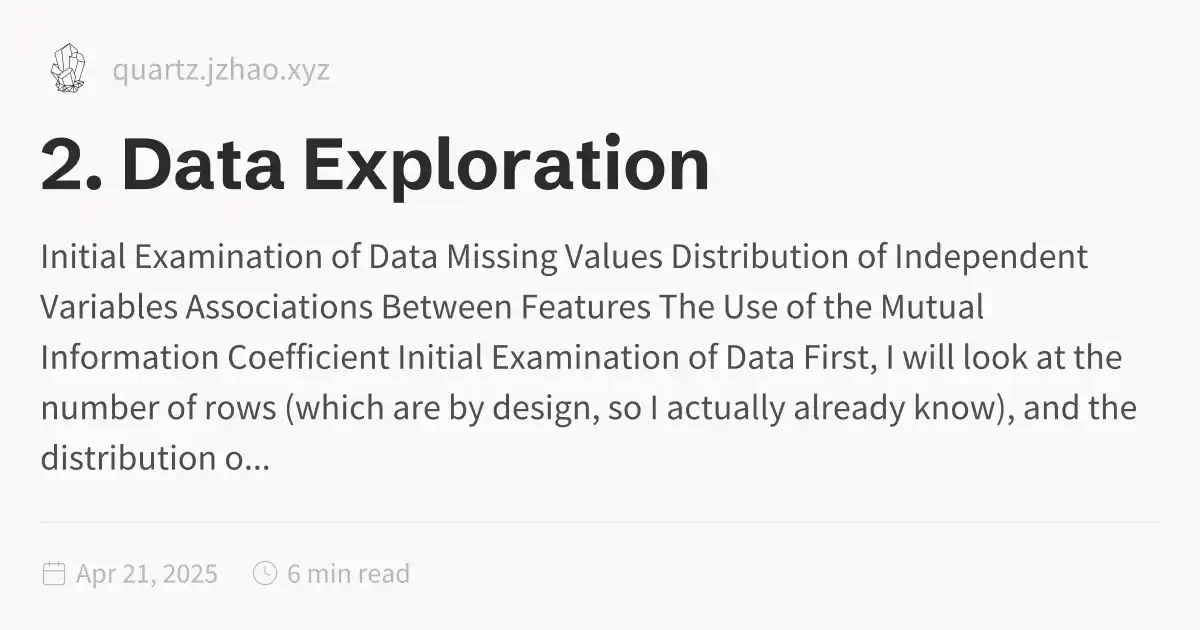 quartz.jzhao.xyz
2. Data Exploration
Initial Examination of Data Missing Values Distribution of Independent
Variables Associations Between Features The Use of the Mutual
Information Coefficient Initial Examination of Data First, I will look at the
number of rows (which are by design, so I actually already know), and the
distribution o...
Apr 21, 2025 6 min read